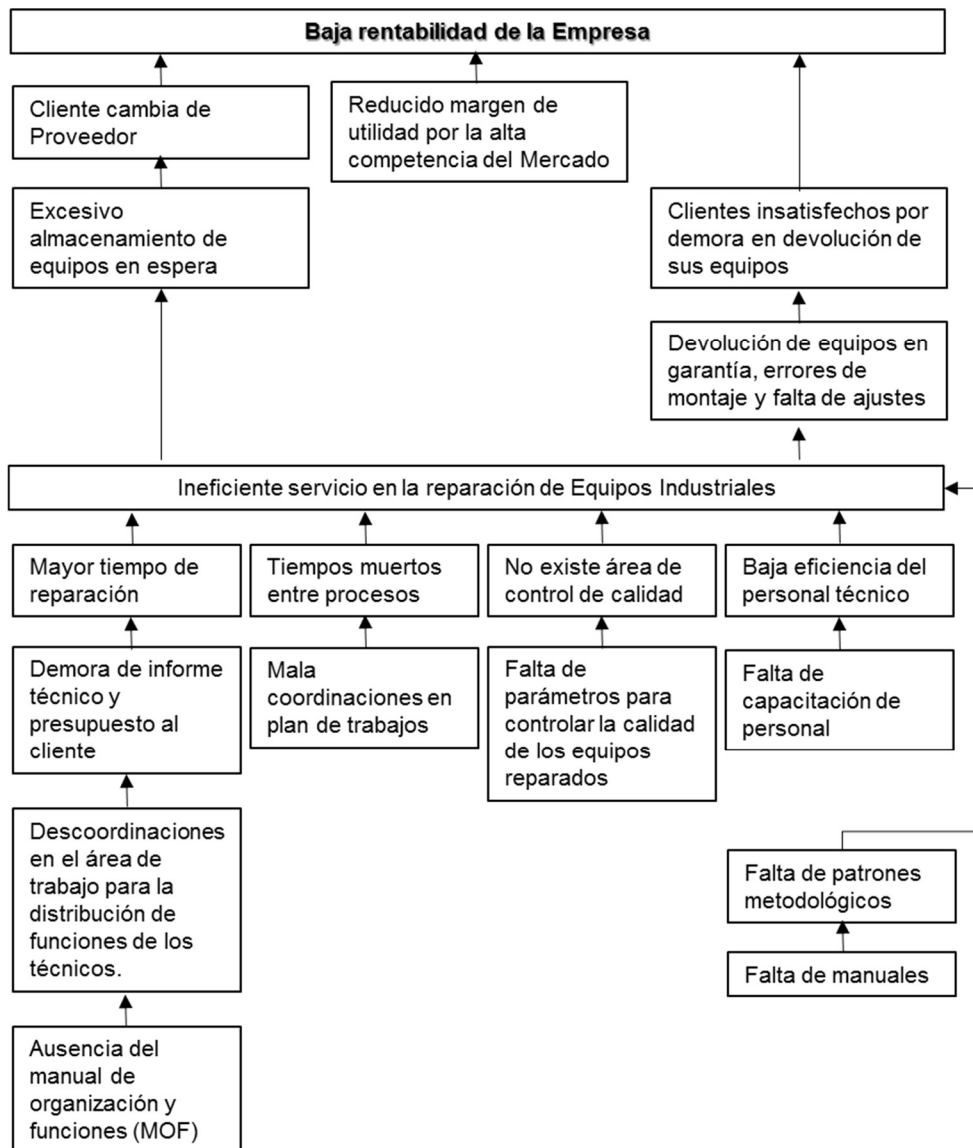 Baja rentabilidad de la Empresa
Cliente cambia de
Proveedor
Reducido margen de
utilidad por la alta
competencia del Mercado
Excesivo
almacenamiento de
equipos en espera
Clientes insatisfechos por
demora en devolución de
sus equipos
Devolución de equipos en
garantía, errores de
montaje y falta de ajustes
Ineficiente servicio en la reparación de Equipos Industriales
Mayor tiempo de
reparación
Tiempos muertos
entre procesos
No existe área de
control de calidad
Baja eficiencia del
personal técnico
Demora de informe
técnico y
presupuesto al
cliente
Mala
coordinaciones en
plan de trabajos
Falta de
parámetros para
controlar la calidad
de los equipos
reparados
Falta de
capacitación de
personal
Descoordinaciones
en el área de
trabajo para la
distribución de
funciones de los
técnicos.
Falta de patrones
metodológicos
Falta de manuales
Ausencia del
manual de
organización y
funciones (MOF)